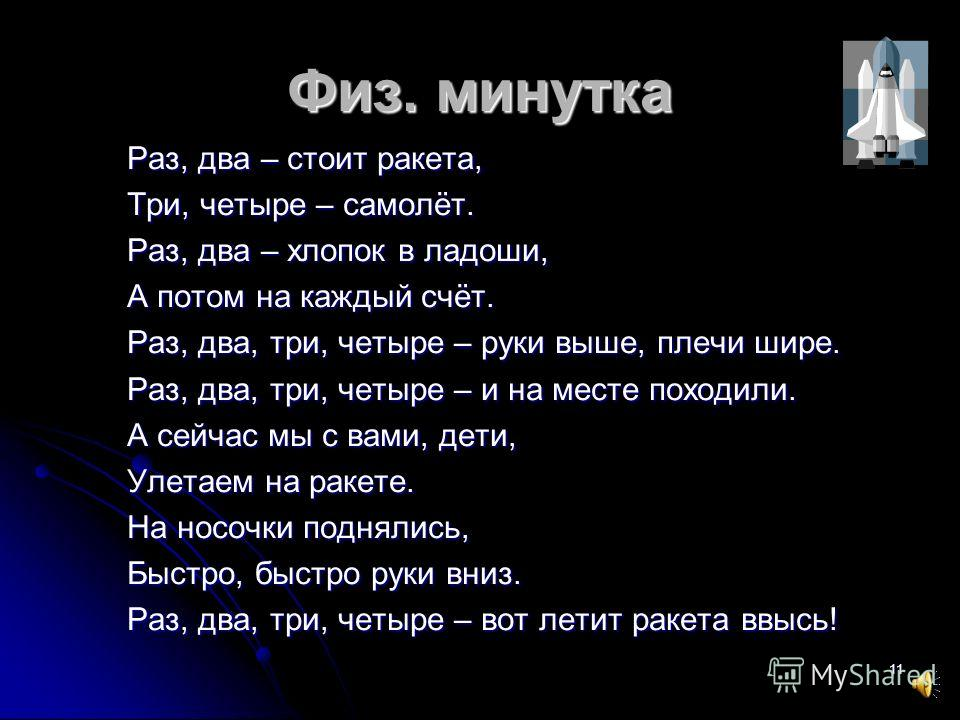 Физ. минутка
Раз, два – стоит ракета,
Три, четыре – самолёт.
Раз, два – хлопок в ладоши,
А потом на каждый счёт.
Раз, два, три, четыре – руки выше, плечи шире.
Раз, два, три, четыре – и на месте походили.
А сейчас мы с вами, дети,
Улетаем на ракете.
На носочки поднялись,
Быстро, быстро руки вниз.
Раз, два, три, четыре – вот летит ракета ввысь!
11
MyShared